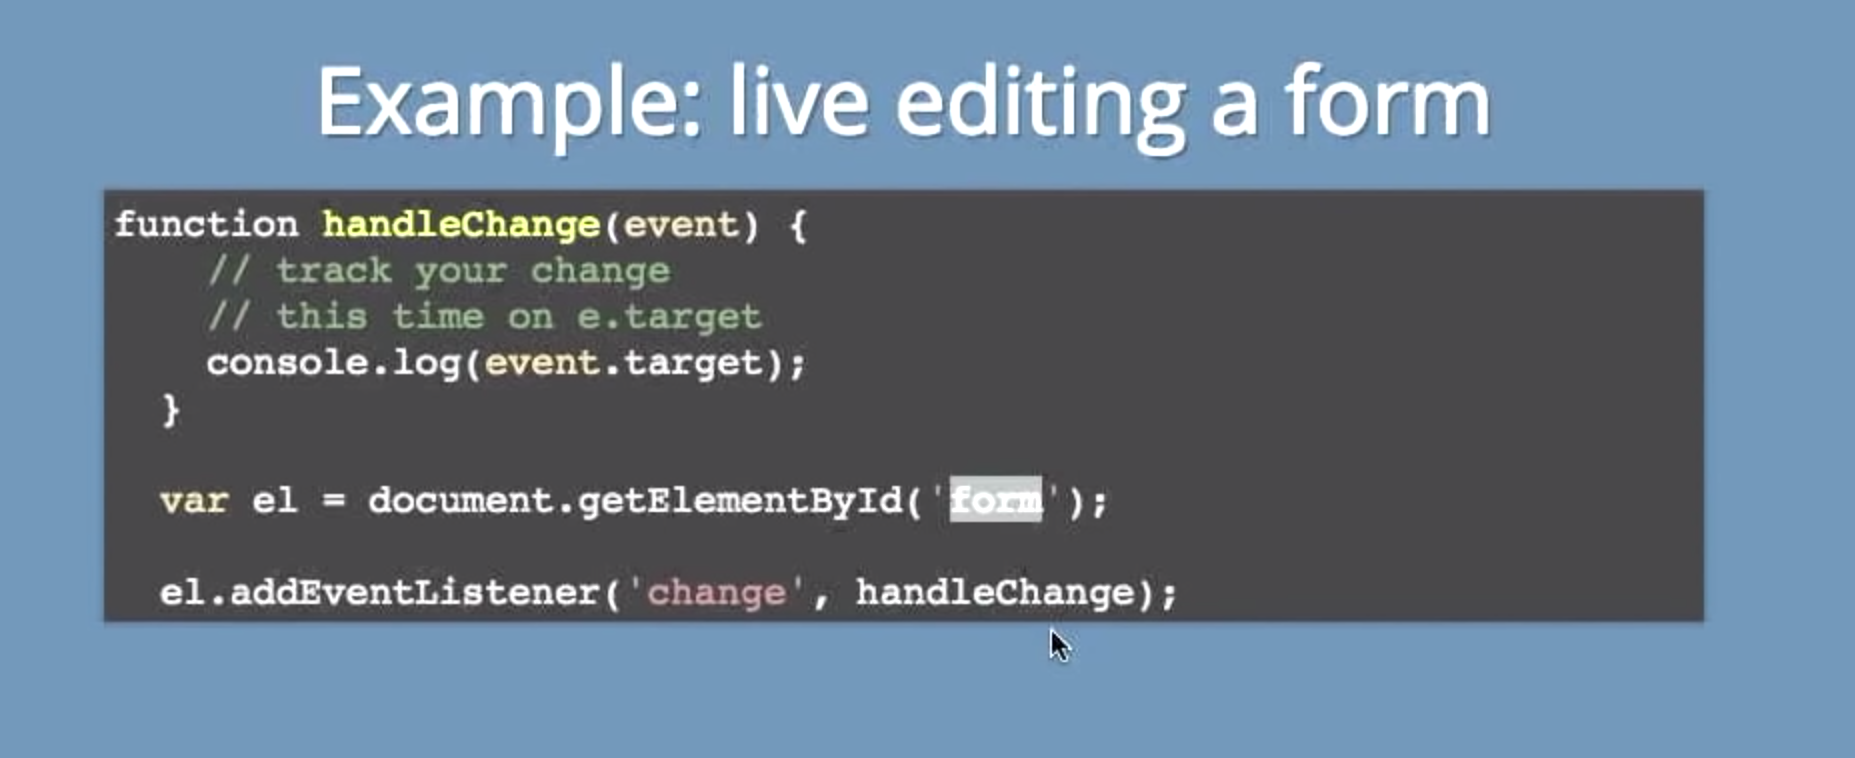 Example: live editing a form
function handleChange(event) {
// track your change
// this time on e.target
console.log(event.target);
}
var el = document.getElementById('form');
el.addEventListener('change', handleChange);